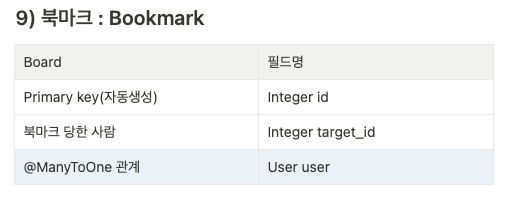 9) 북마크 : Bookmark
Board 필드명
Primary key(자동생성) Integer id
북마크 당한 사람 Integer target_id
@ManyToOne 관계 User user